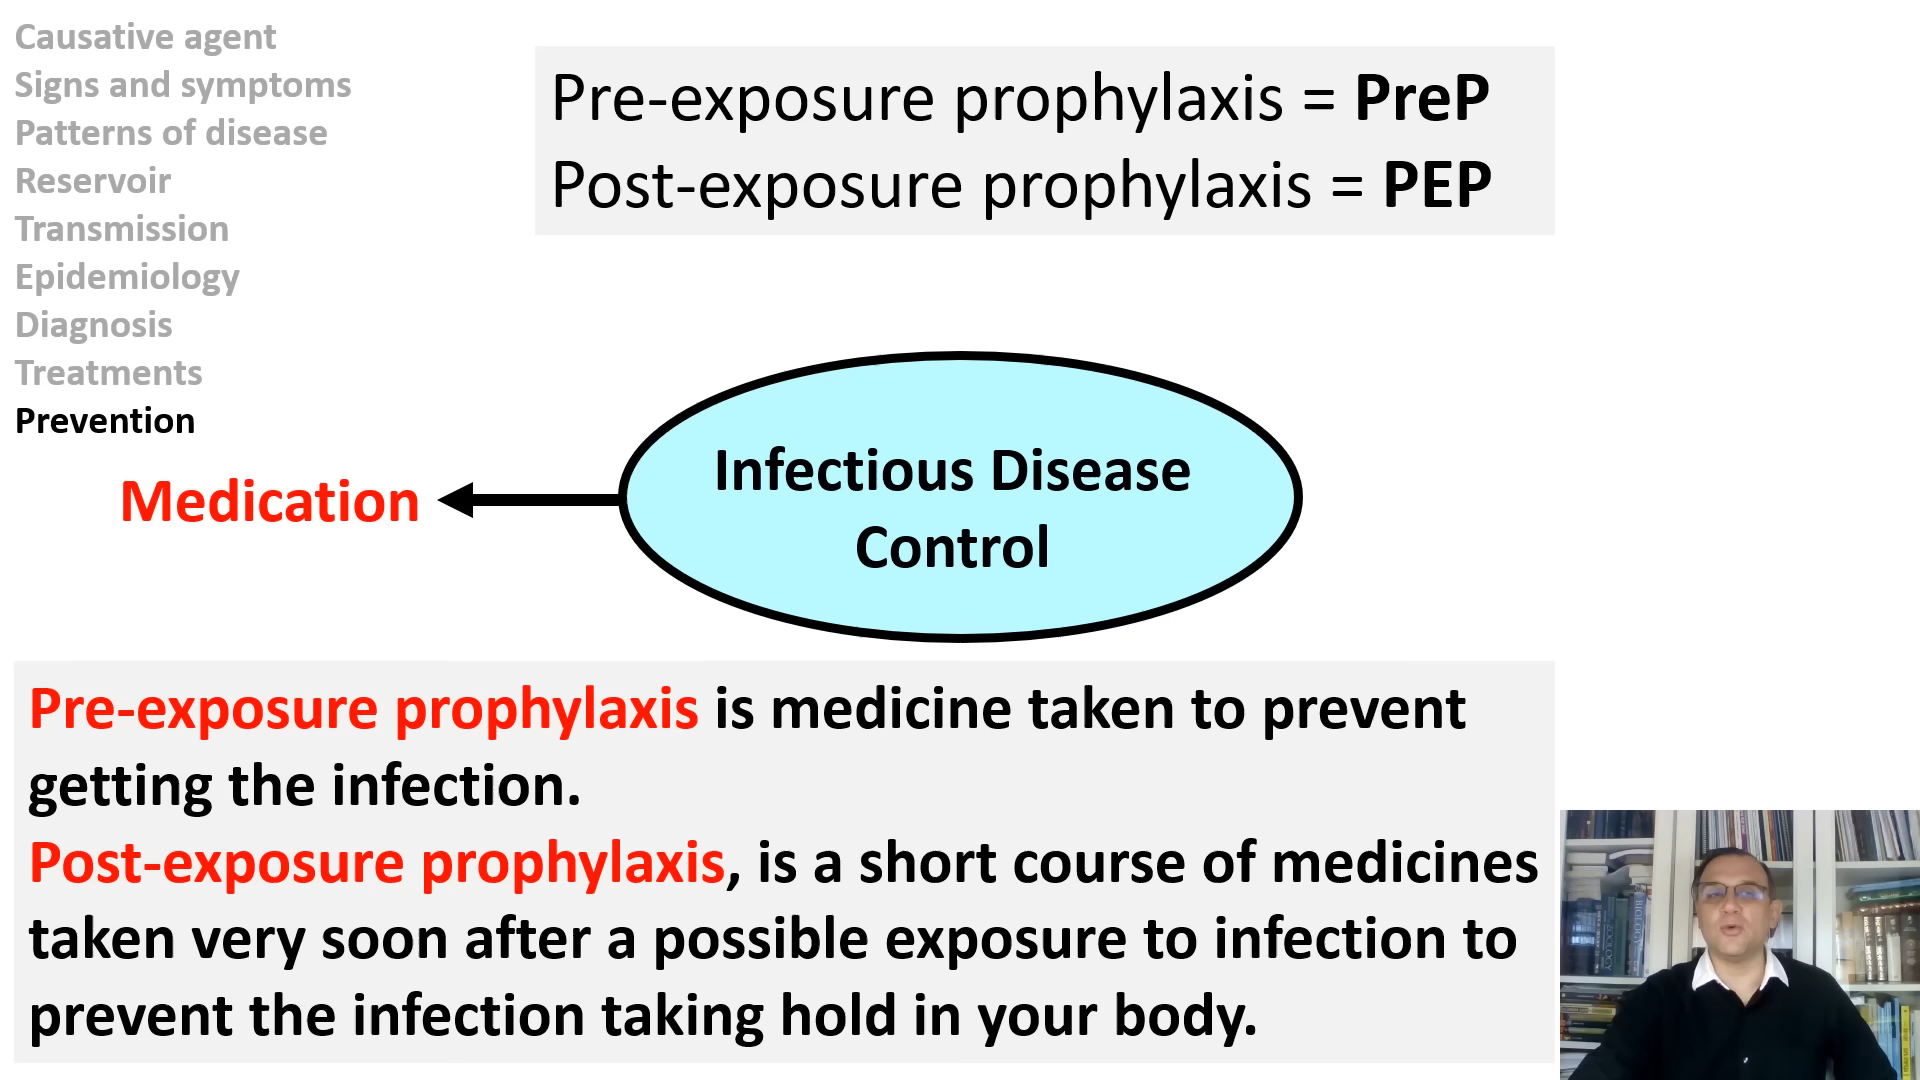 Causative agent
Signs and symptoms
Patterns of disease
Reservoir
Transmission
Epidemiology
Diagnosis
Treatments
Prevention
Pre-exposure prophylaxis = PreP
Post-exposure prophylaxis = PEP
Medication
Infectious Disease
Control
Pre-exposure prophylaxis is medicine taken to prevent
getting the infection.
Post-exposure prophylaxis, is a short course of medicines
taken very soon after a possible exposure to infection to
prevent the infection taking hold in your body.